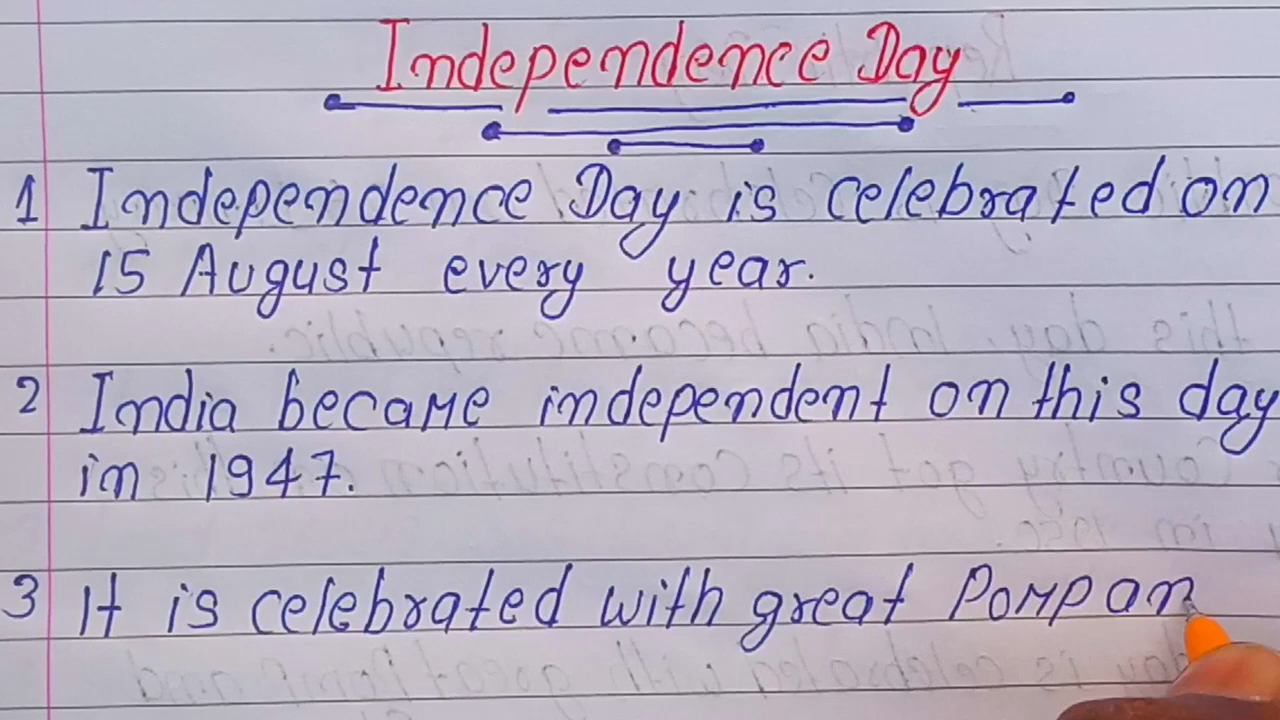 Independence Day
1 Independence Day is celebrated on
15 August every year.
2 India became independent on this day
in 1947.
3 It is celebrated with great Pomp an